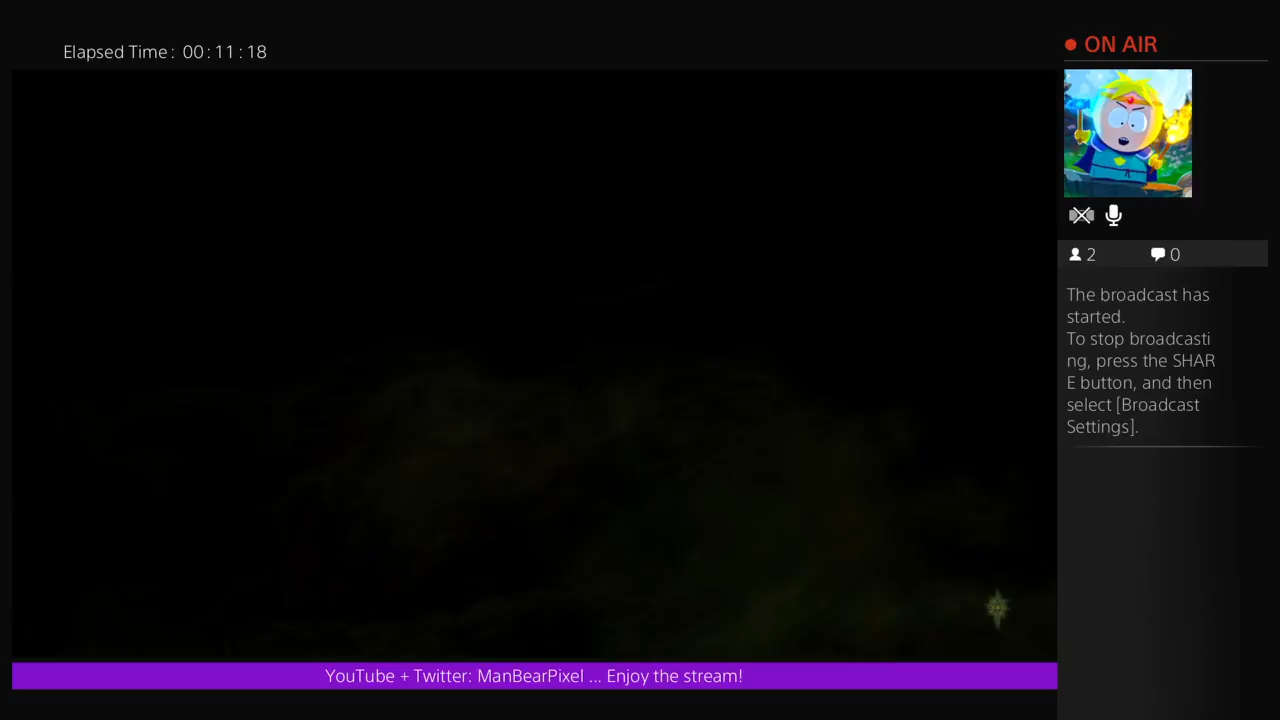 Elapsed Time: 00:11:18
ON AIR
2
0
The broadcast has
started.
To stop broadcasti
ng, press the SHAR
E button, and then
select [Broadcast
Settings].
YouTube + Twitter: ManBearPixel ... Enjoy the stream!